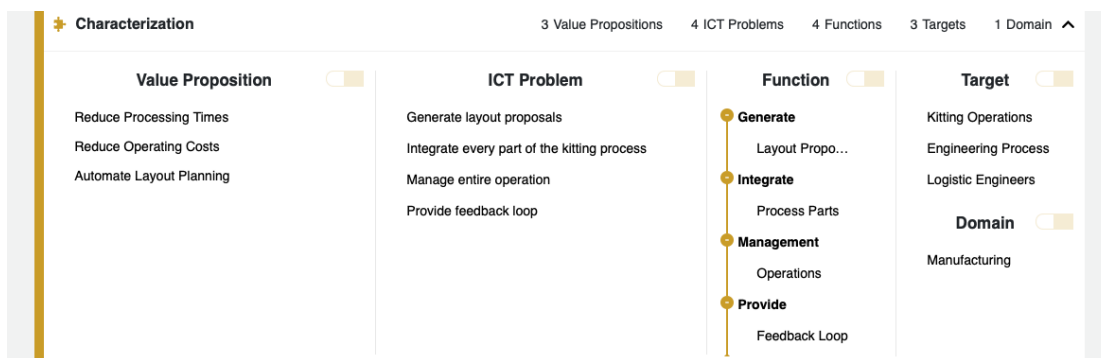 Characterization
3 Value Propositions
4 ICT Problems
4 Functions
3 Targets
1 Domain
Value Proposition
Reduce Processing Times
Reduce Operating Costs
Automate Layout Planning
ICT Problem
Generate layout proposals
Integrate every part of the kitting process
Manage entire operation
Provide feedback loop
Function
Generate
Layout Propo...
Integrate
Process Parts
Management
Operations
Provide
Feedback Loop
Target
Kitting Operations
Engineering Process
Logistic Engineers
Domain
Manufacturing